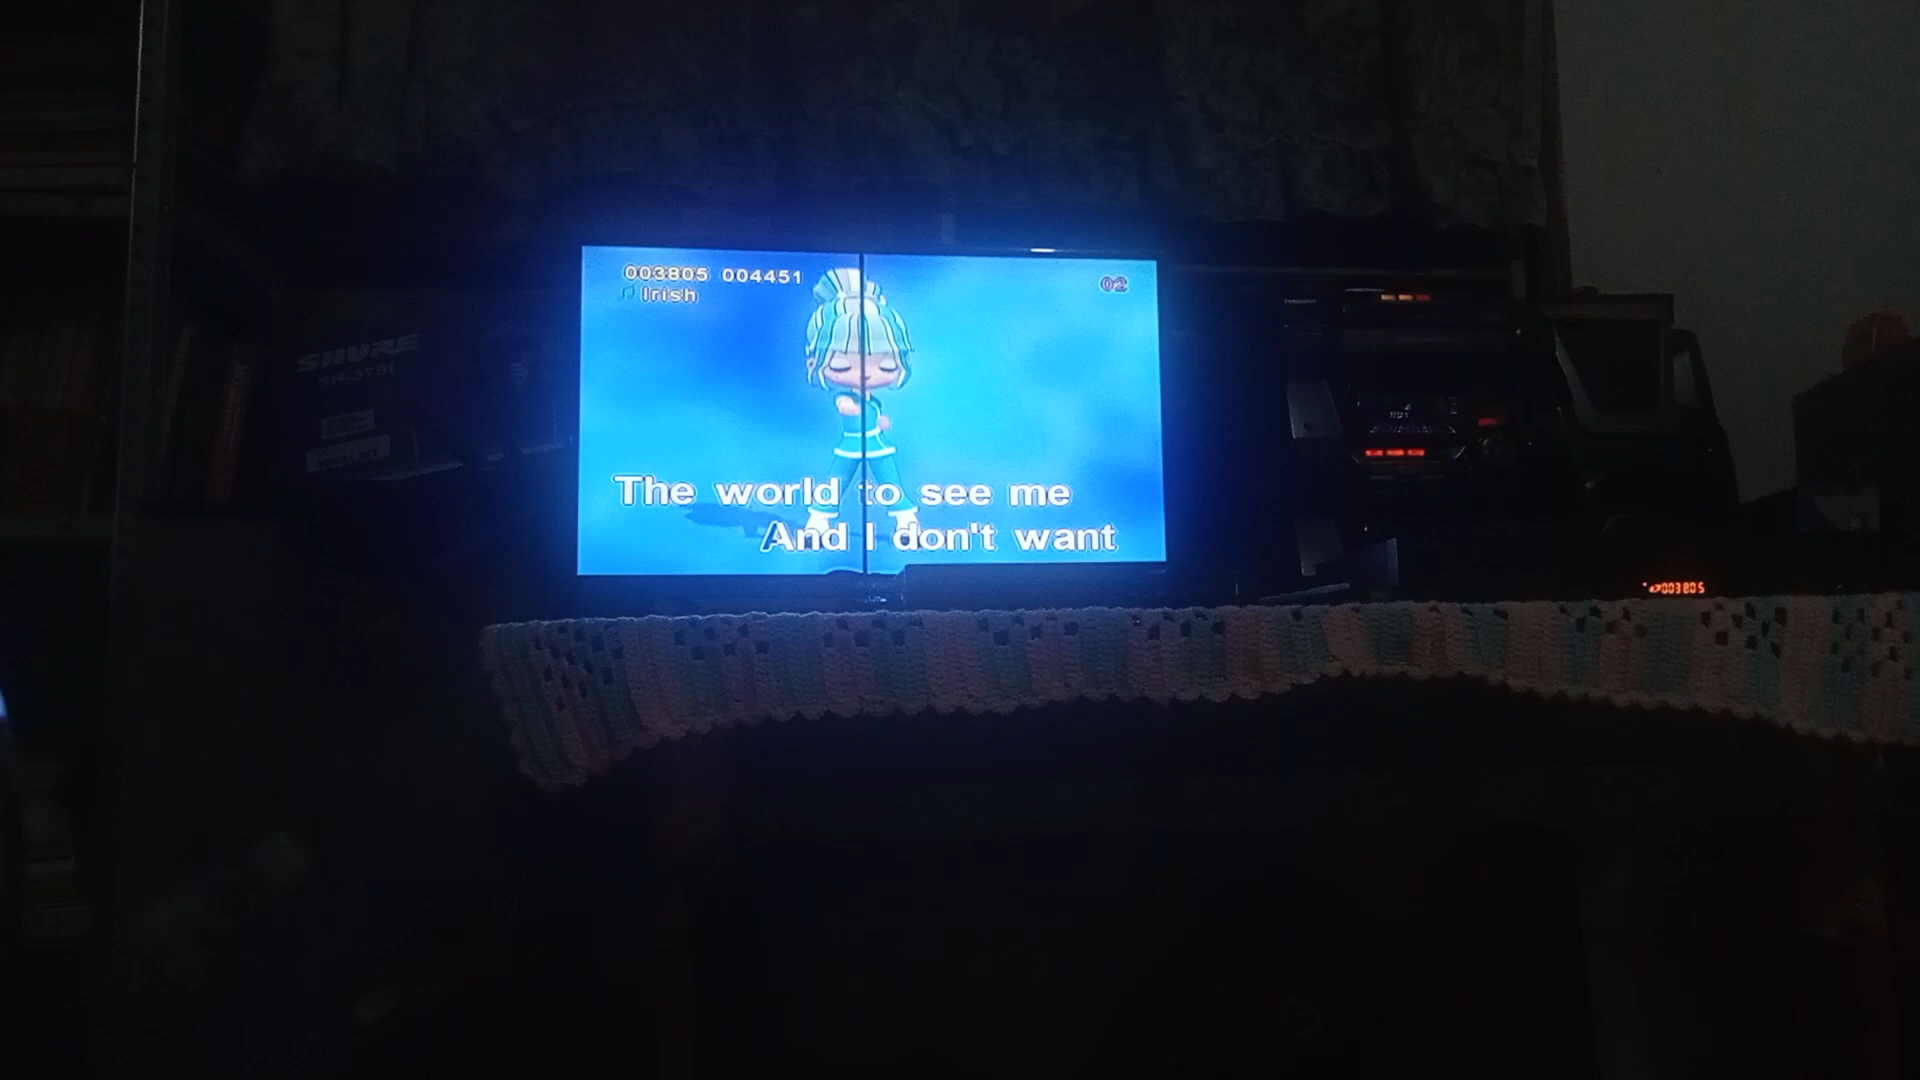 003805 004451
Irish
02
The world to see me
And I don't want
SHURE
003805